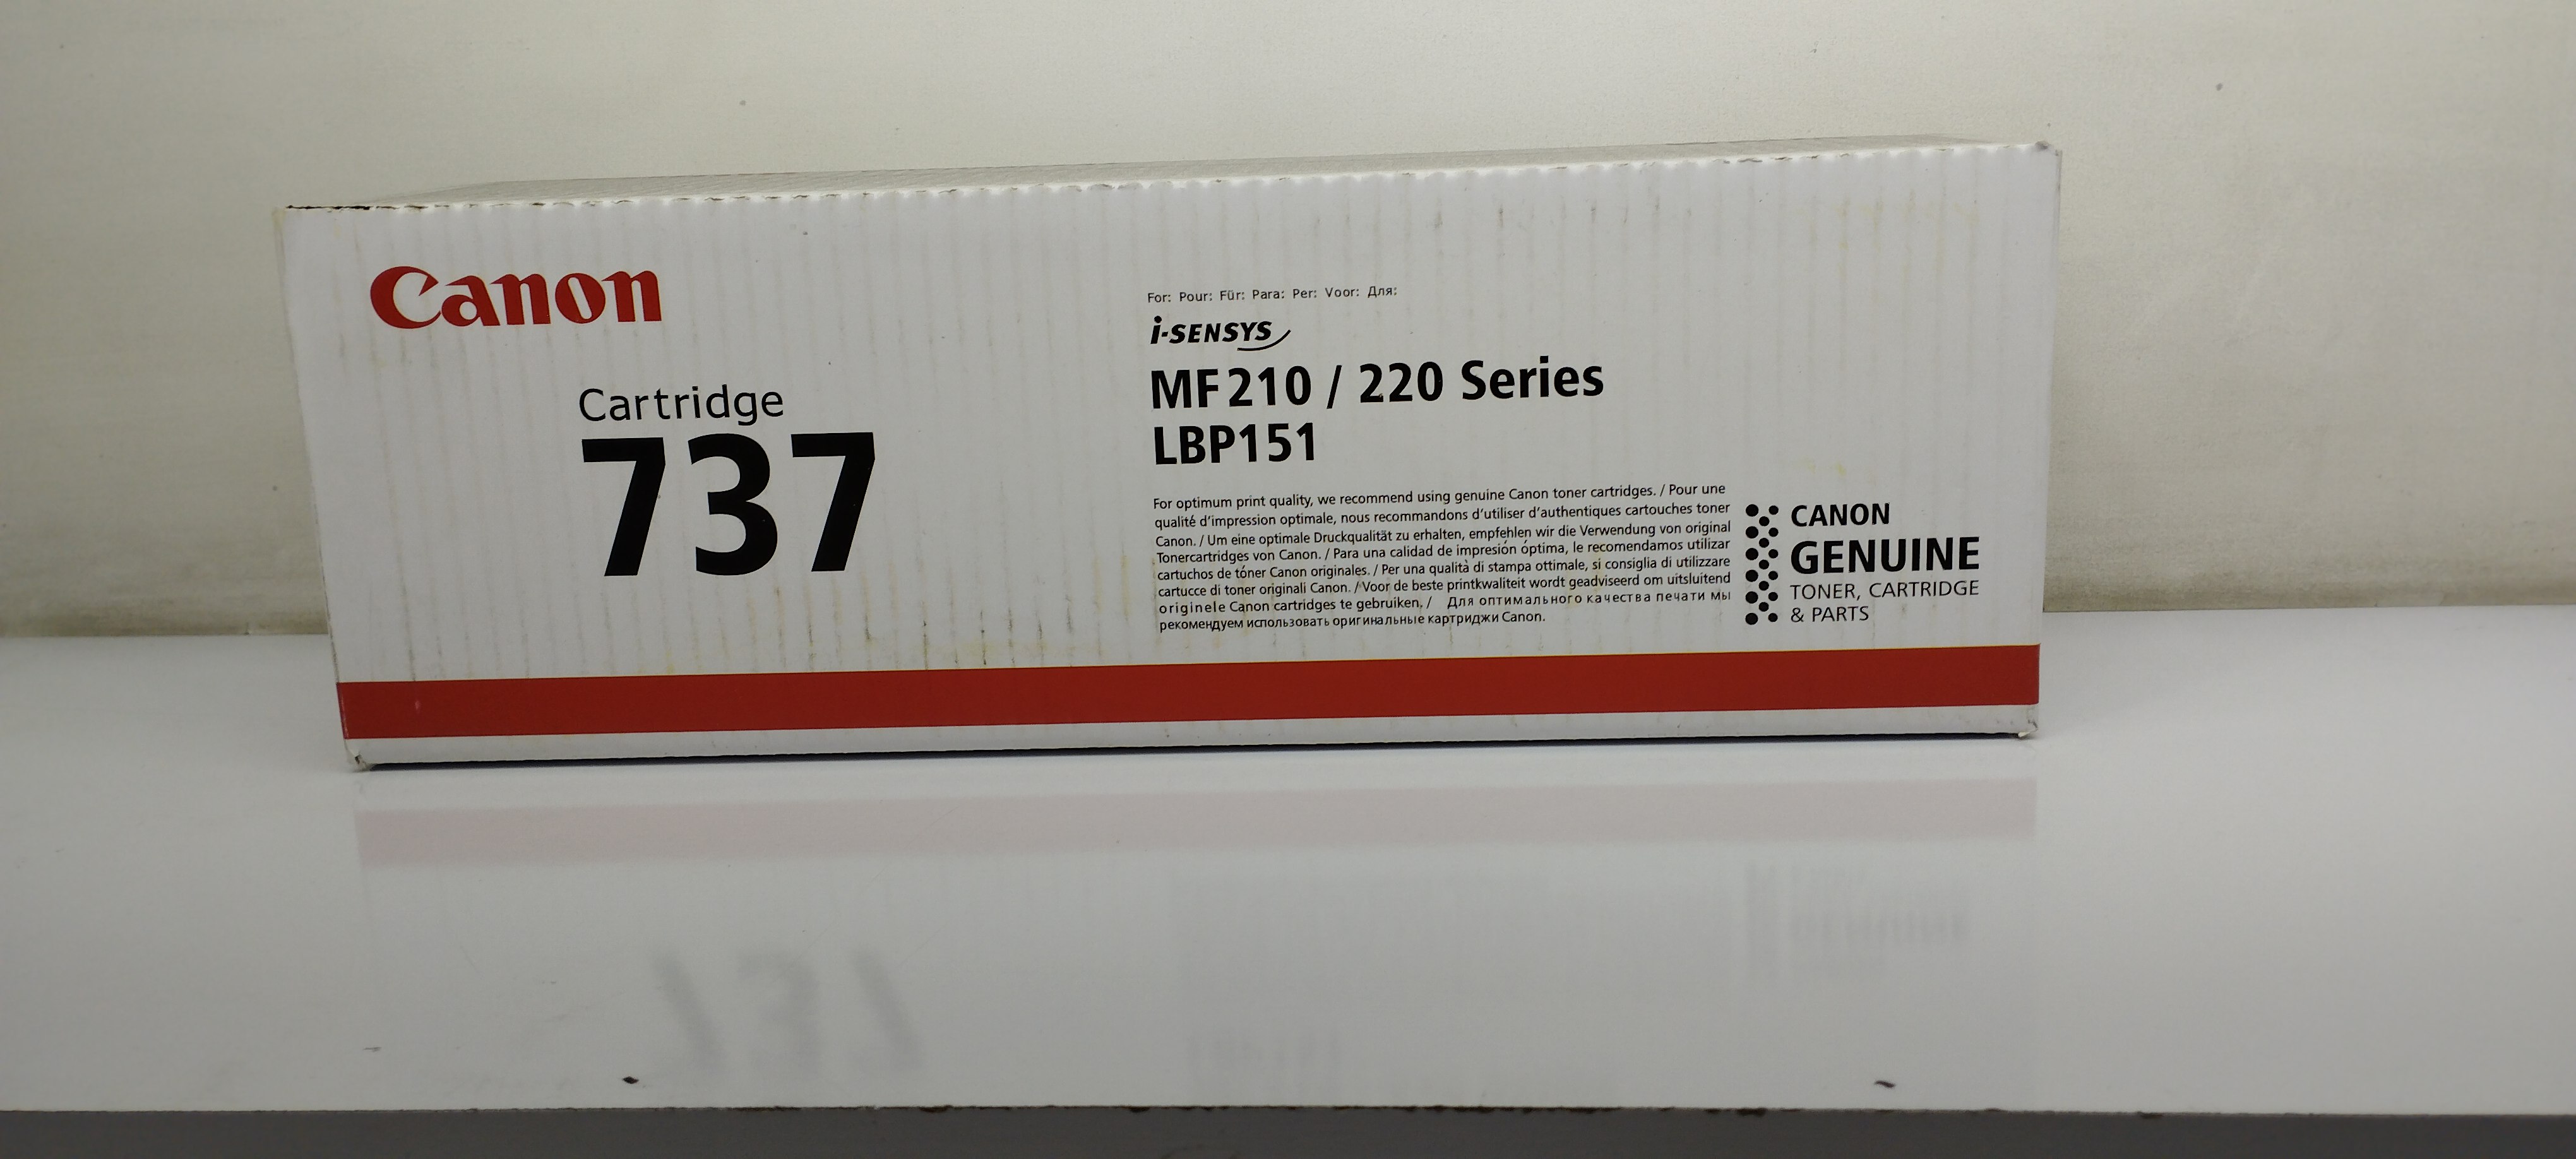 Canon
Cartridge
737
For: Pour: Für: Para: Per: Voor: Для:
i-SENSYS
MF210 / 220 Series
LBP151
For optimum print quality, we recommend using genuine Canon toner cartridges. / Pour une
qualité d'impression optimale, nous recommandons d'utiliser d'authentiques cartouches toner
Canon. / Um eine optimale Druckqualität zu erhalten, empfehlen wir die Verwendung von original
Tonercartridges von Canon. / Para una calidad de impresión óptima, le recomendamos utilizar
cartuchos de tóner Canon originales. / Per una qualità di stampa ottimale, si consiglia di utilizzare
cartucce di toner originali Canon. / Voor de beste printkwaliteit wordt geadviseerd om uitsluitend
originele Canon cartridges te gebruiken. / Для оптимального качества печати мы
рекомендуем использовать оригинальные картриджи Canon.
CANON
GENUINE
TONER, CARTRIDGE
& PARTS